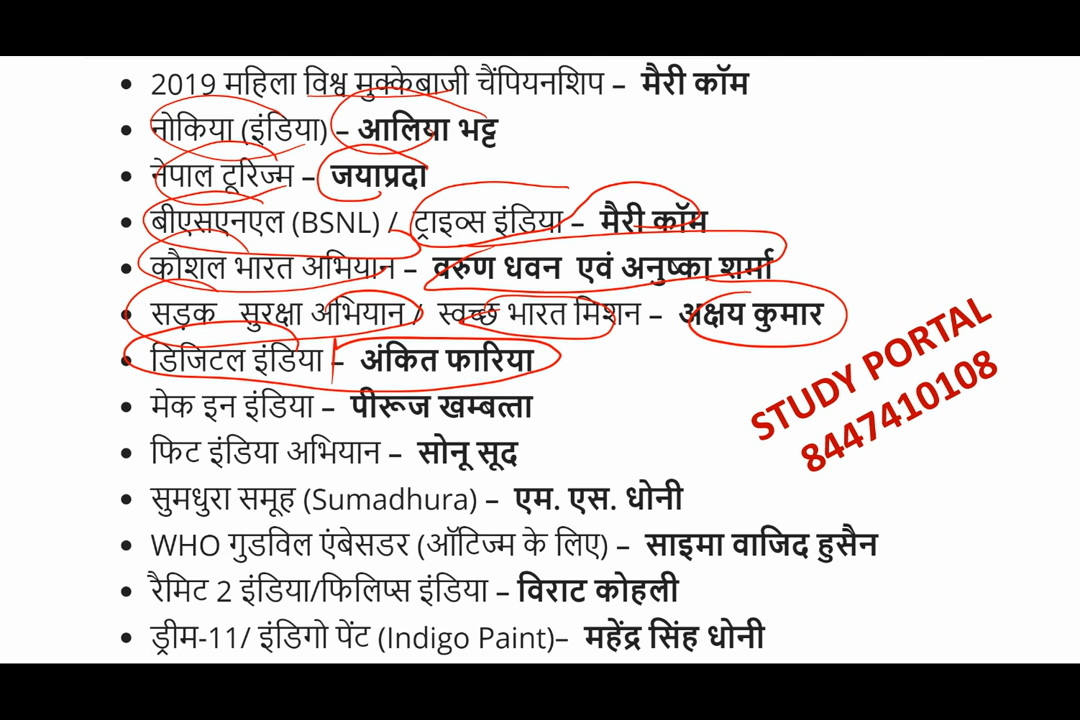 • 2019 महिला विश्व मुक्केबाजी चैंपियनशिप – मैरी कॉम
• नोकिया (इंडिया) – आलिया भट्ट
• नेपाल टूरिज्म – जयाप्रदा
• बीएसएनएल (BSNL) / ट्राइव्स इंडिया – मैरी कॉम
• कौशल भारत अभियान – वरुण धवन एवं अनुष्का शर्मा
• सड़क सुरक्षा अभियान / स्वच्छ भारत मिशन – अक्षय कुमार
• डिजिटल इंडिया – अंकित फारिया
• मेक इन इंडिया – पीरूज खम्बत्ता
• फिट इंडिया अभियान – सोनू सूद
• सुमधुरा समूह (Sumadhura) – एम. एस. धोनी
• WHO गुडविल एंबेसडर (ऑटिज्म के लिए) – साइमा वाजिद हुसैन
• रैमिट 2 इंडिया/फिलिप्स इंडिया – विराट कोहली
• ड्रीम-11/ इंडिगो पेंट (Indigo Paint)– महेंद्र सिंह धोनी
STUDY PORTAL
8447410108